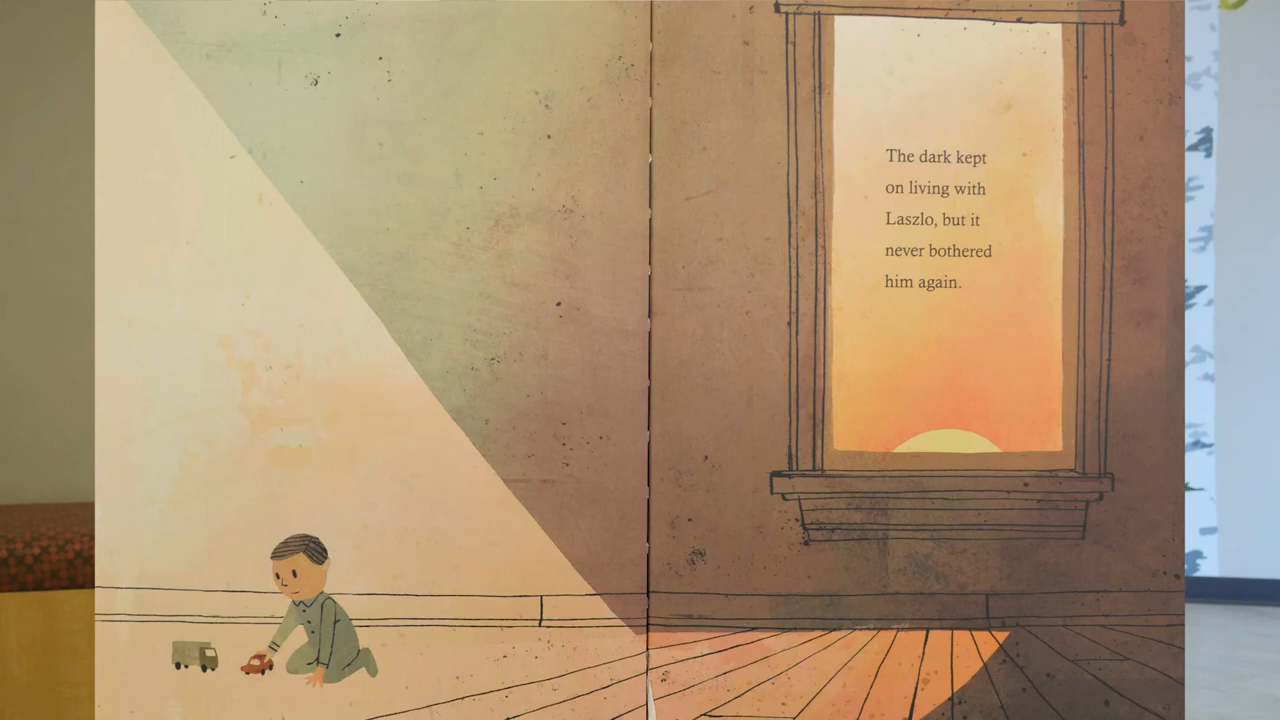 The dark kept
on living with
Laszlo, but it
never bothered
him again.